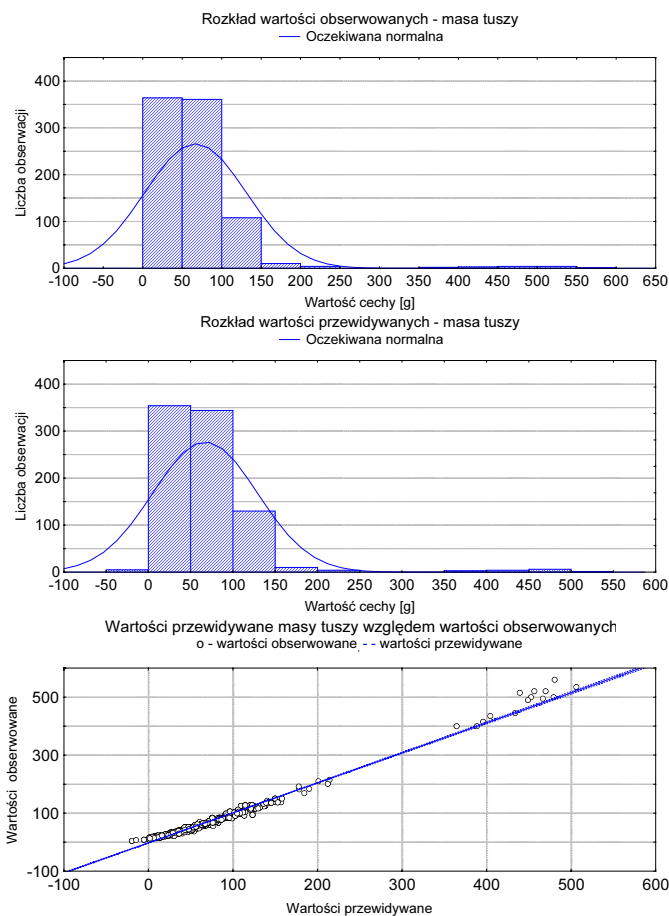 Rozkład wartości obserwowanych - masa tuszy
— Oczekiwana normalna
Liczba obserwacji
400
300
200
100
0
-100 -50 0 50 100 150 200 250 300 350 400 450 500 550 600 650
Wartość cechy [g]
Rozkład wartości przewidywanych - masa tuszy
— Oczekiwana normalna
Liczba obserwacji
400
300
200
100
0
-100 -50 0 50 100 150 200 250 300 350 400 450 500 550 600
Wartość cechy [g]
Wartości przewidywane masy tuszy względem wartości obserwowanych
o - wartości obserwowane - - wartości przewidywane
Wartości obserwowane
500
300
100
-100
-100 0 100 200 300 400 500 600
Wartości przewidywane